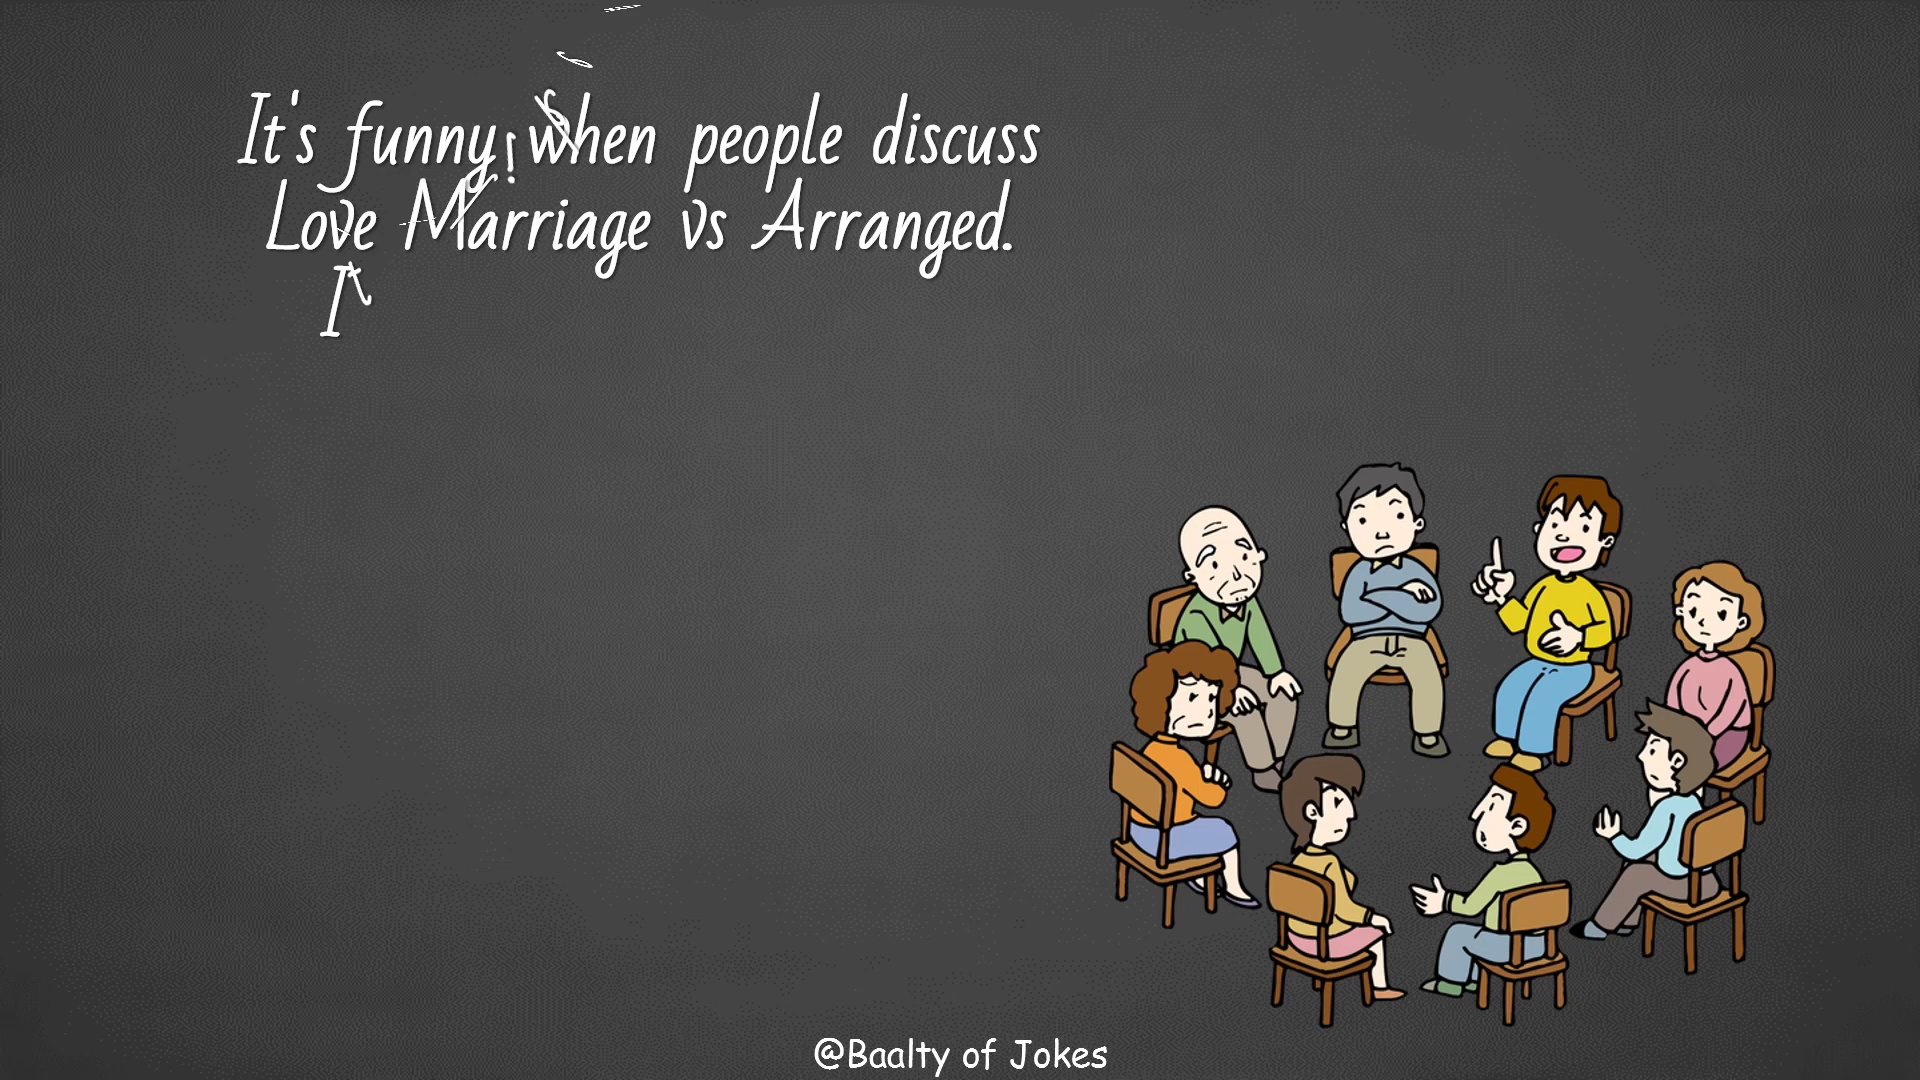 It's funny when people discuss
Love Marriage vs Arranged.
@Baalty of Jokes